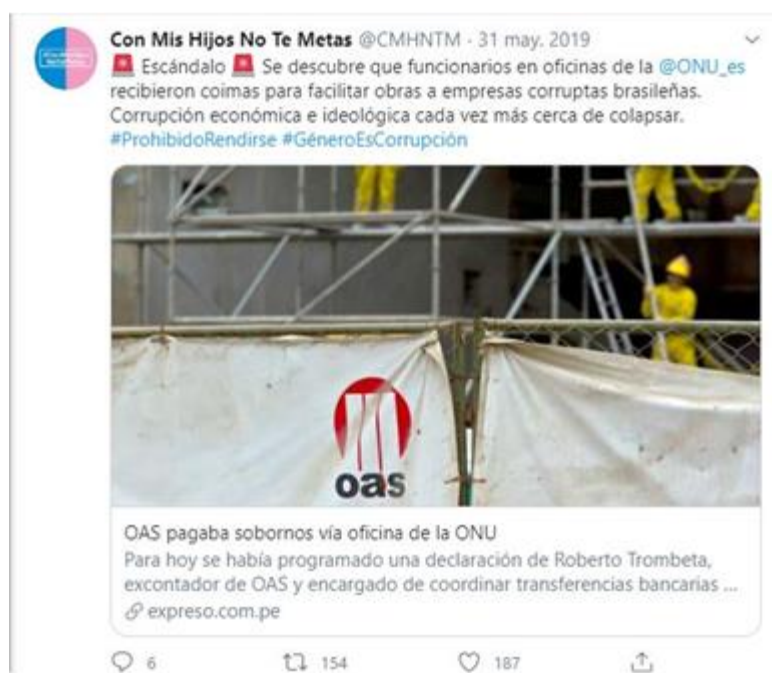 Con Mis Hijos No Te Metas @CMHNTM · 31 may. 2019
🚨 Escándalo 🚨 Se descubre que funcionarios en oficinas de la @ONU_es
recibieron coimas para facilitar obras a empresas corruptas brasileñas.
Corrupción económica e ideológica cada vez más cerca de colapsar.
#ProhibidoRendirse #GéneroEsCorrupción
oas
OAS pagaba sobornos vía oficina de la ONU
Para hoy se había programado una declaración de Roberto Trombeta,
excontador de OAS y encargado de coordinar transferencias bancarias ...
expreso.com.pe
6 154 187